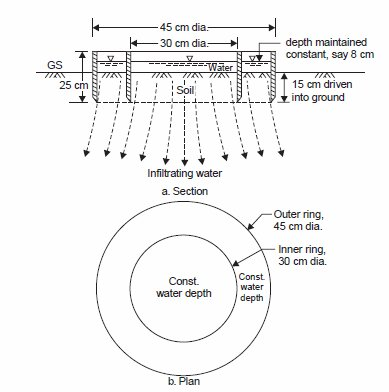 45 cm dia.
30 cm dia.
depth maintained
constant, say 8 cm
GS
Water
25 cm
Soil
15 cm driven
into ground
Infiltrating water
a. Section
Outer ring,
45 cm dia.
Inner ring,
30 cm dia.
Const.
water depth
Const.
water
depth
b. Plan